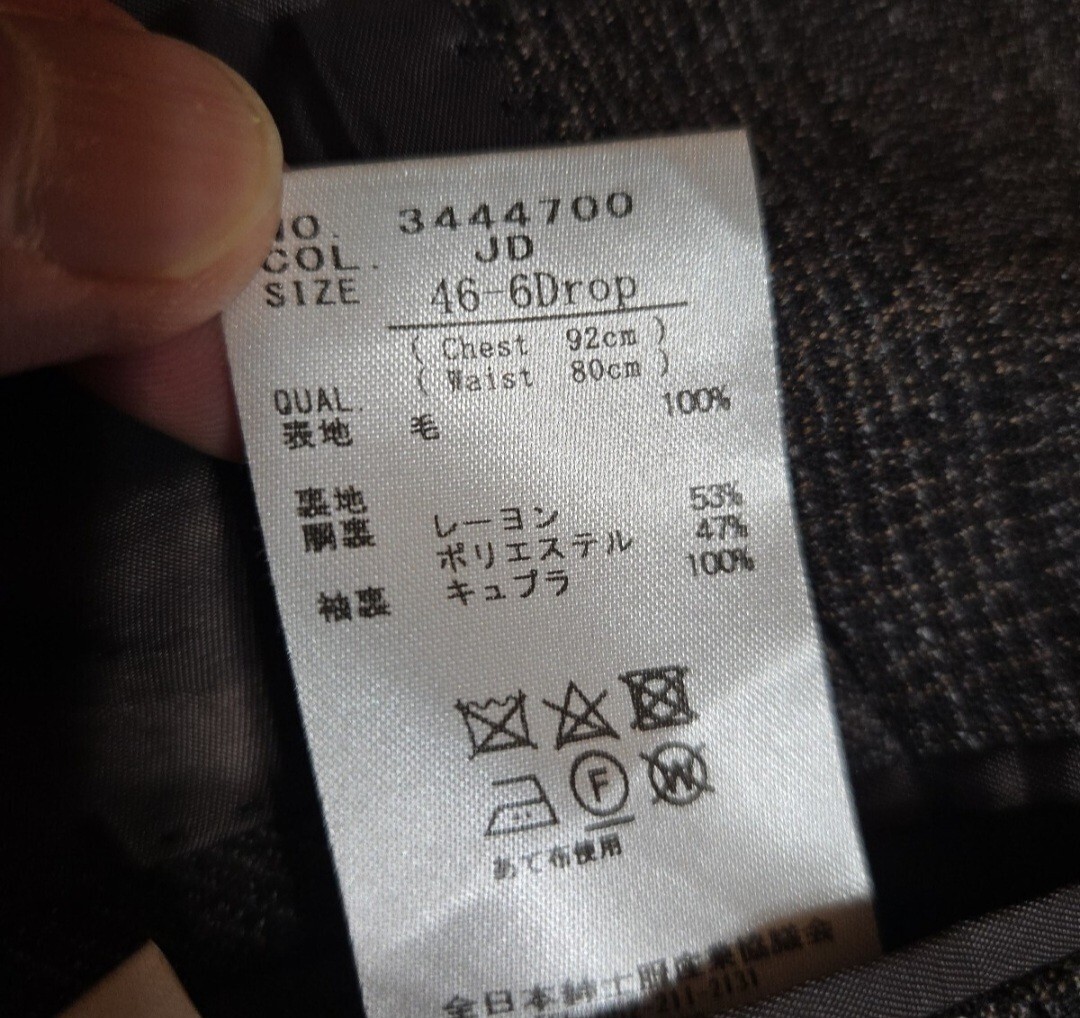 NO. 3444700
COL. JD
SIZE 46-6Drop
( Chest 92cm )
( Waist 80cm )
QUAL.
表地 毛 100%
裏地
胴裏 レーヨン 53%
ポリエステル 47%
袖裏 キュプラ 100%
F W
あて布使用
全日本紳士服産業協議会
211-2131